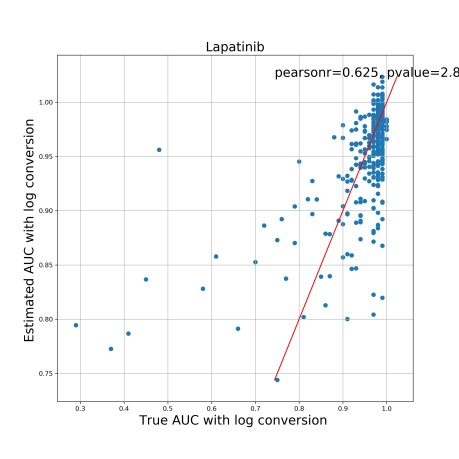 Lapatinib
pearsonr=0.625, pvalue=2.8
Estimated AUC with log conversion
1.00
0.95
0.90
0.85
0.80
0.75
0.3 0.4 0.5 0.6 0.7 0.8 0.9 1.0
True AUC with log conversion